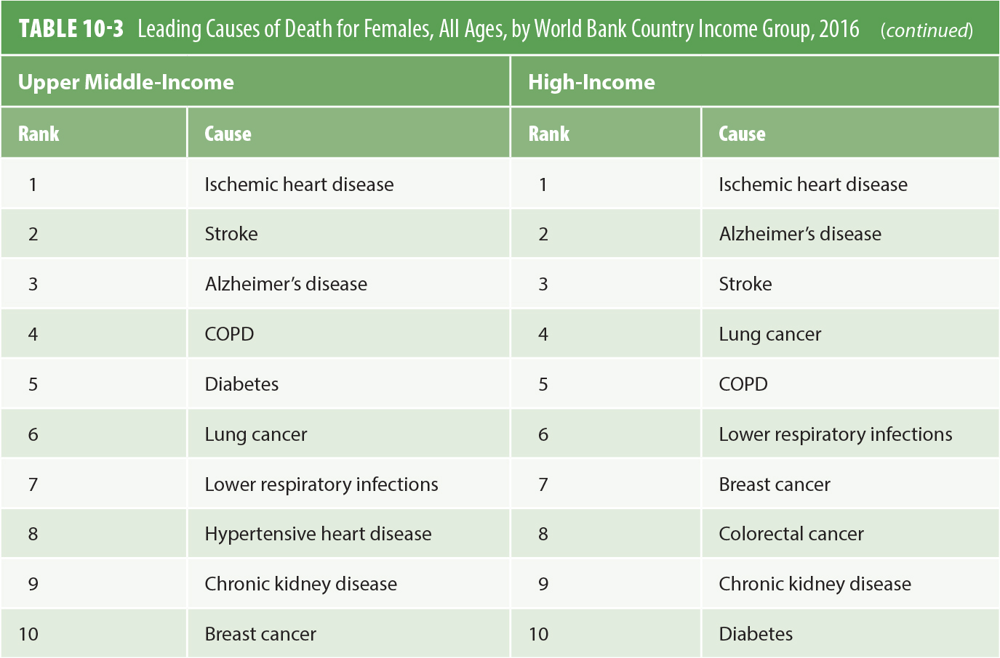 TABLE 10-3 Leading Causes of Death for Females, All Ages, by World Bank Country Income Group, 2016 (continued)
Upper Middle-Income High-Income
Rank Cause Rank Cause
1 Ischemic heart disease 1 Ischemic heart disease
2 Stroke 2 Alzheimer’s disease
3 Alzheimer’s disease 3 Stroke
4 COPD 4 Lung cancer
5 Diabetes 5 COPD
6 Lung cancer 6 Lower respiratory infections
7 Lower respiratory infections 7 Breast cancer
8 Hypertensive heart disease 8 Colorectal cancer
9 Chronic kidney disease 9 Chronic kidney disease
10 Breast cancer 10 Diabetes